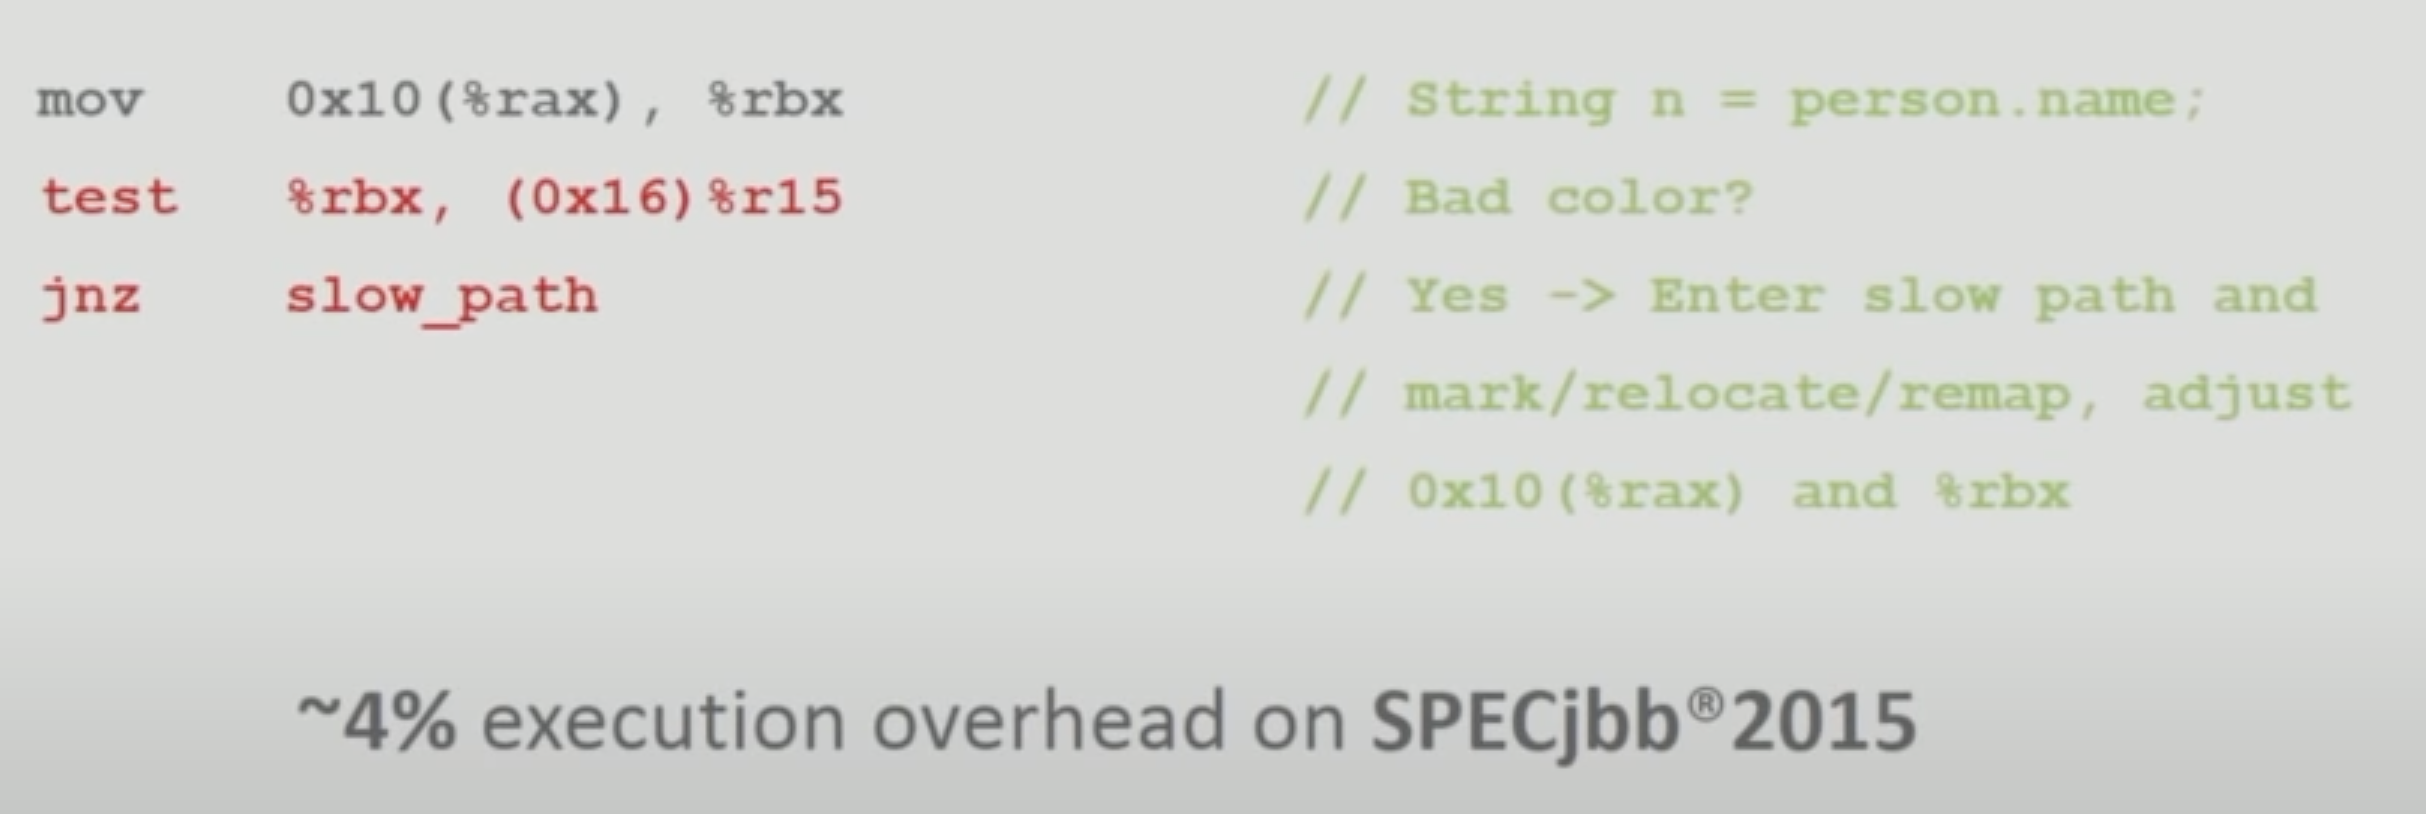 mov 0x10(%rax), %rbx // String n = person.name;
test %rbx, (0x16)%r15 // Bad color?
jnz slow_path // Yes -> Enter slow path and
// mark/relocate/remap, adjust
// 0x10(%rax) and %rbx
~4% execution overhead on SPECjbb®2015